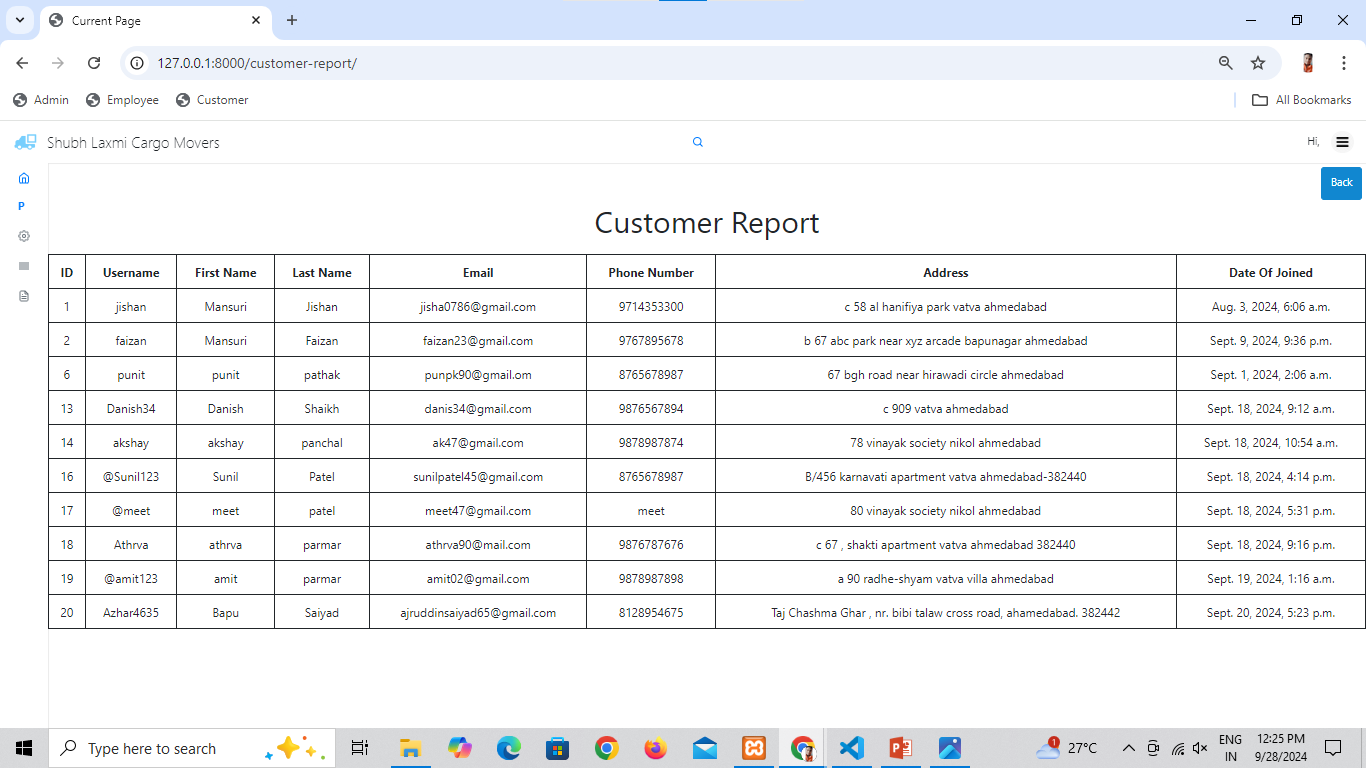 Current Page
127.0.0.1:8000/customer-report/
Admin Employee Customer All Bookmarks
Shubh Laxmi Cargo Movers Hi,
Back
P
Customer Report
ID Username First Name Last Name Email Phone Number Address Date Of Joined
1 jishan Mansuri Jishan jisha0786@gmail.com 9714353300 c 58 al hanifiya park vatva ahmedabad Aug. 3, 2024, 6:06 a.m.
2 faizan Mansuri Faizan faizan23@gmail.com 9767895678 b 67 abc park near xyz arcade bapunagar ahmedabad Sept. 9, 2024, 9:36 p.m.
6 punit punit pathak punpk90@gmail.om 8765678987 67 bgh road near hirawadi circle ahmedabad Sept. 1, 2024, 2:06 a.m.
13 Danish34 Danish Shaikh danis34@gmail.com 9876567894 c 909 vatva ahmedabad Sept. 18, 2024, 9:12 a.m.
14 akshay akshay panchal ak47@gmail.com 9878987874 78 vinayak society nikol ahmedabad Sept. 18, 2024, 10:54 a.m.
16 @Sunil123 Sunil Patel sunilpatel45@gmail.com 8765678987 B/456 karnavati apartment vatva ahmedabad-382440 Sept. 18, 2024, 4:14 p.m.
17 @meet meet patel meet47@gmail.com meet 80 vinayak society nikol ahmedabad Sept. 18, 2024, 5:31 p.m.
18 Athrva athrva parmar athrva90@mail.com 9876787676 c 67 , shakti apartment vatva ahmedabad 382440 Sept. 18, 2024, 9:16 p.m.
19 @amit123 amit parmar amit02@gmail.com 9878987898 a 90 radhe-shyam vatva villa ahmedabad Sept. 19, 2024, 1:16 a.m.
20 Azhar4635 Bapu Saiyad ajruddinsaiyad65@gmail.com 8128954675 Taj Chashma Ghar , nr. bibi talaw cross road, ahamedabad. 382442 Sept. 20, 2024, 5:23 p.m.
Type here to search 1 27°C ENG 12:25 PM
IN 9/28/2024